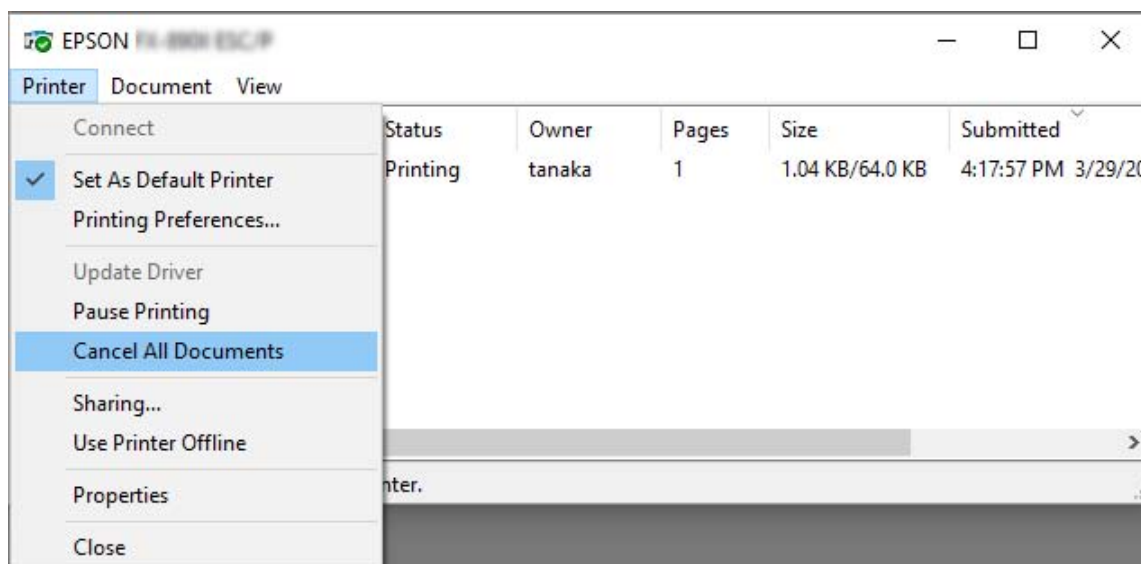 EPSON
Printer Document View
Connect
Status Owner Pages Size Submitted
Set As Default Printer
Printing tanaka 1 1.04 KB/64.0 KB 4:17:57 PM 3/29/20
Printing Preferences...
Update Driver
Pause Printing
Cancel All Documents
Sharing...
Use Printer Offline
Properties
nter.
Close